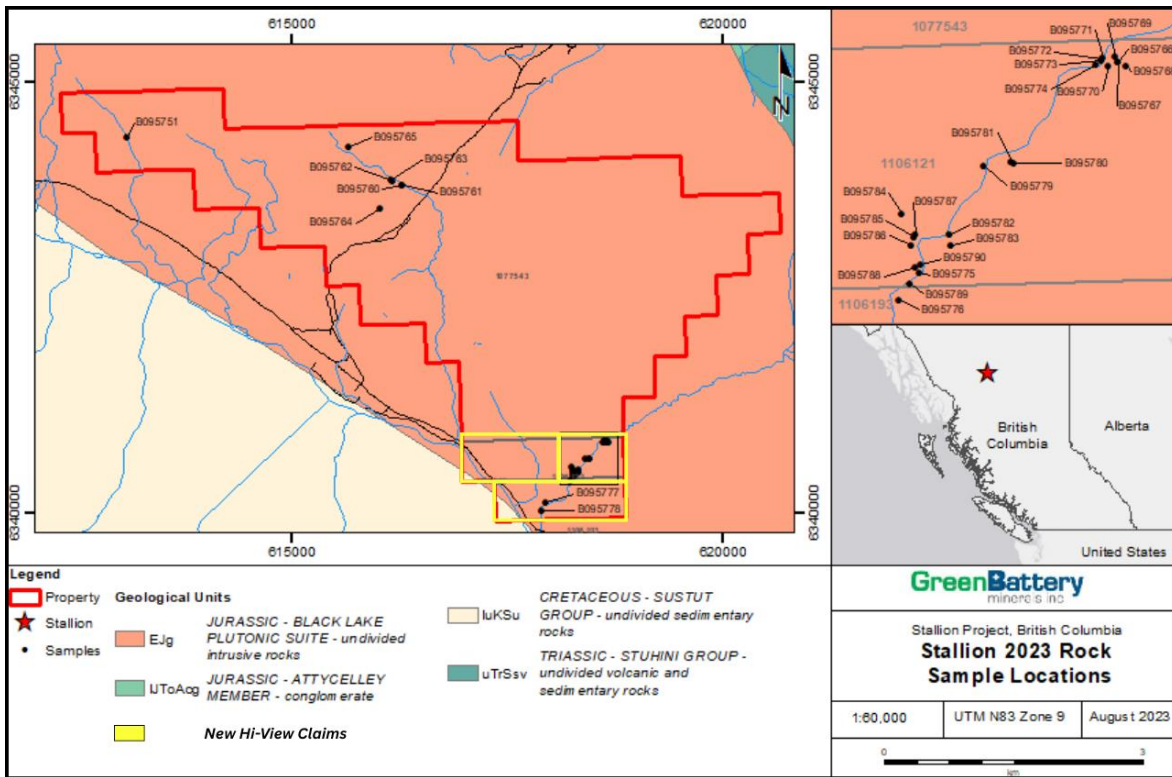 615000
620000
6345000
6345000
B095751
B095765
B095762
B095763
B095760
B095761
B095764
1077543
6340000
6340000
B095777
B095778
615000
620000
1077543
B095771
B095769
B095772
B095773
B095774
B095770
B095767
B095781
1106121
B095780
B095779
B095784
B095787
B095785
B095786
B095782
B095783
B095790
B095788
B095775
B095789
1106193
B095776
N
British
Columbia
Alberta
United States
Legend
Property
Stallion
Samples
Geological Units
EJg
JURASSIC - BLACK LAKE
PLUTONIC SUITE - undivided
intrusive rocks
lJToAcg
JURASSIC - ATTYCELLEY
MEMBER - conglomerate
New Hi-View Claims
luKSu
CRETACEOUS - SUSTUT
GROUP - undivided sedimentary
rocks
uTrSsv
TRIASSIC - STUHINI GROUP -
undivided volcanic and
sedimentary rocks
GreenBattery
minerals inc
Stallion Project, British Columbia
Stallion 2023 Rock
Sample Locations
1:60,000
UTM N83 Zone 9
August 2023
0
3
km